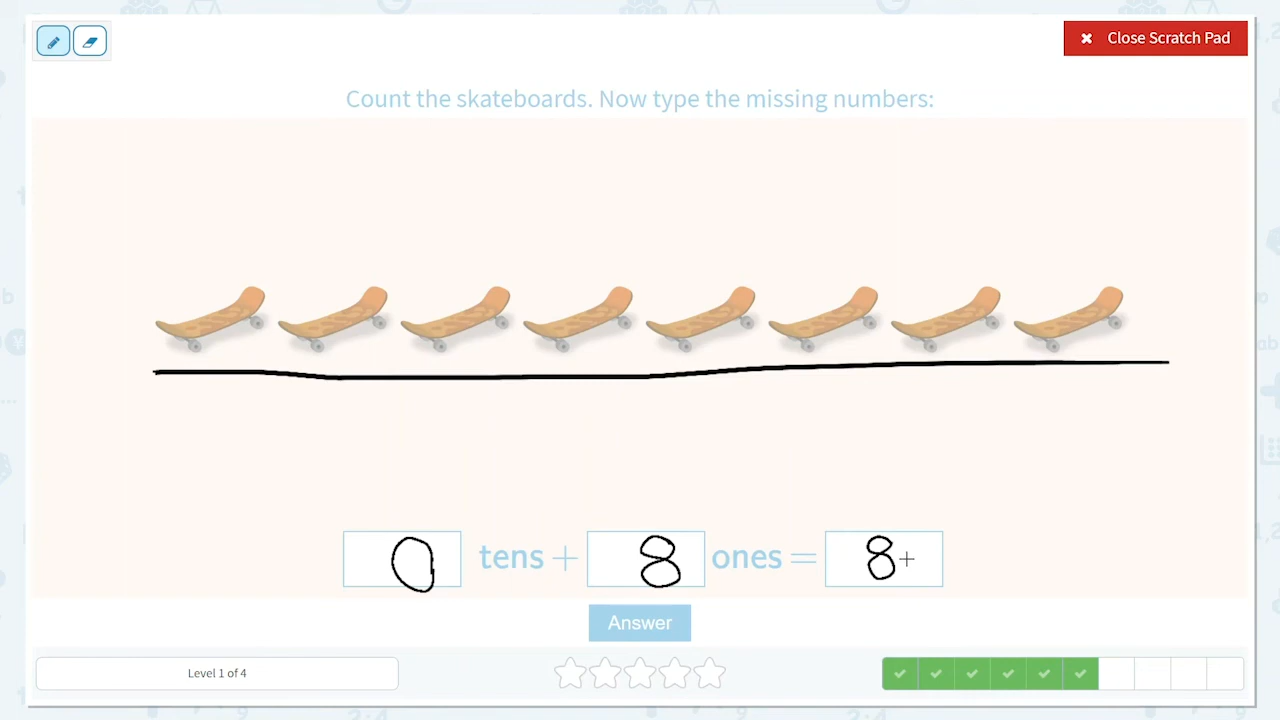 Close Scratch Pad
Count the skateboards. Now type the missing numbers:
0 tens + 8 ones = 8
Answer
Level 1 of 4